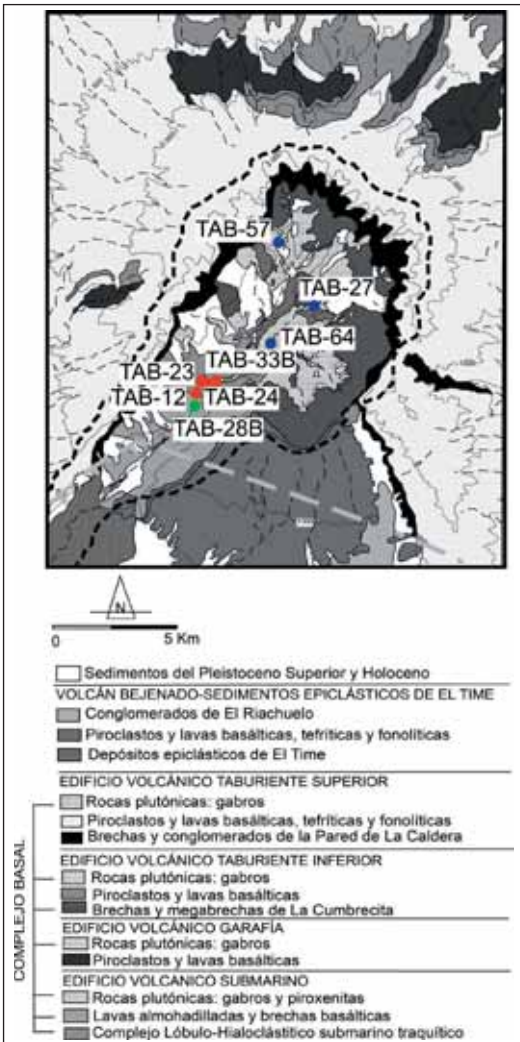 TAB-57
TAB-27
TAB-64
TAB-33B
TAB-23
TAB-12
TAB-24
TAB-28B
N
0 5 Km
Sedimentos del Pleistoceno Superior y Holoceno
VOLCÁN BEJENADO-SEDIMENTOS EPICLÁSTICOS DE EL TIME
Conglomerados de El Riachuelo
Piroclastos y lavas basálticas, tefríticas y fonolíticas
Depósitos epiclásticos de El Time
EDIFICIO VOLCÁNICO TABURIENTE SUPERIOR
Rocas plutónicas: gabros
Piroclastos y lavas basálticas, tefríticas y fonolíticas
Brechas y conglomerados de la Pared de La Caldera
EDIFICIO VOLCÁNICO TABURIENTE INFERIOR
Rocas plutónicas: gabros
Piroclastos y lavas basálticas
Brechas y megabrechas de La Cumbrecita
EDIFICIO VOLCÁNICO GARAFÍA
Rocas plutónicas: gabros
Piroclastos y lavas basálticas
EDIFICIO VOLCÁNICO SUBMARINO
Rocas plutónicas: gabros y piroxenitas
Lavas almohadilladas y brechas basálticas
Complejo Lóbulo-Hialoclástitico submarino traquítico
COMPLEJO BASAL